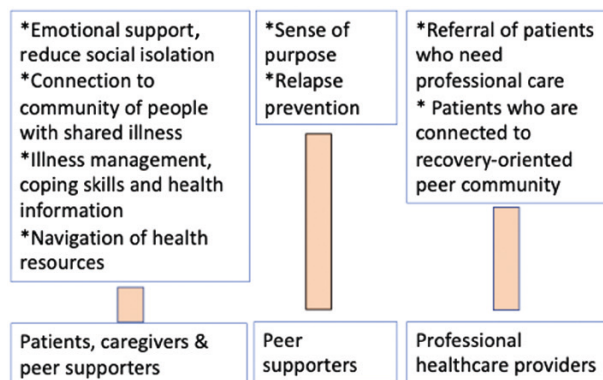 *Emotional support,
reduce social isolation
*Connection to
community of people
with shared illness
*Illness management,
coping skills and health
information
*Navigation of health
resources
*Sense of
purpose
*Relapse
prevention
*Referral of patients
who need
professional care
* Patients who are
connected to
recovery-oriented
peer community
Patients, caregivers &
peer supporters
Peer
supporters
Professional
healthcare providers